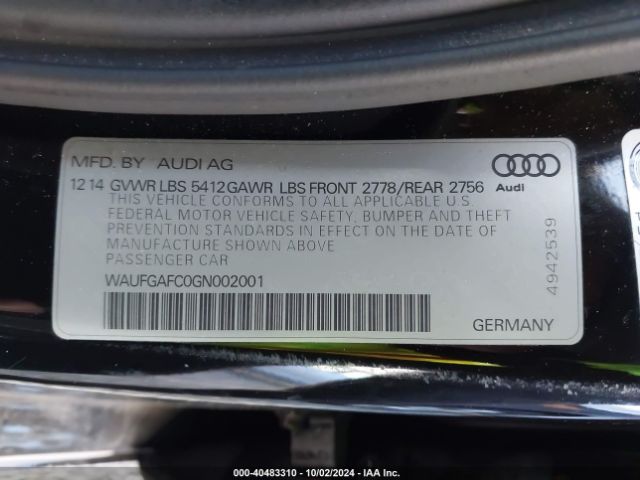 MFD. BY AUDI AG
12 14 GVWR LBS 5412 GAWR LBS FRONT 2778/REAR 2756
THIS VEHICLE CONFORMS TO ALL APPLICABLE U.S.
FEDERAL MOTOR VEHICLE SAFETY, BUMPER AND THEFT
PREVENTION STANDARDS IN EFFECT ON THE DATE OF
MANUFACTURE SHOWN ABOVE
PASSENGER CAR
WAUFGAFC0GN002001
GERMANY
Audi
4942539
000-40483310 - 10/02/2024 - IAA Inc.